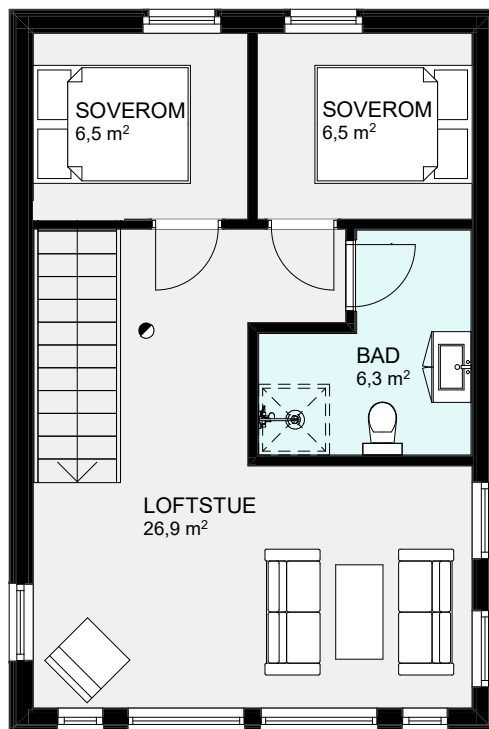 SOVEROM
6,5 m²
SOVEROM
6,5 m²
BAD
6,3 m²
LOFTSTUE
26,9 m²